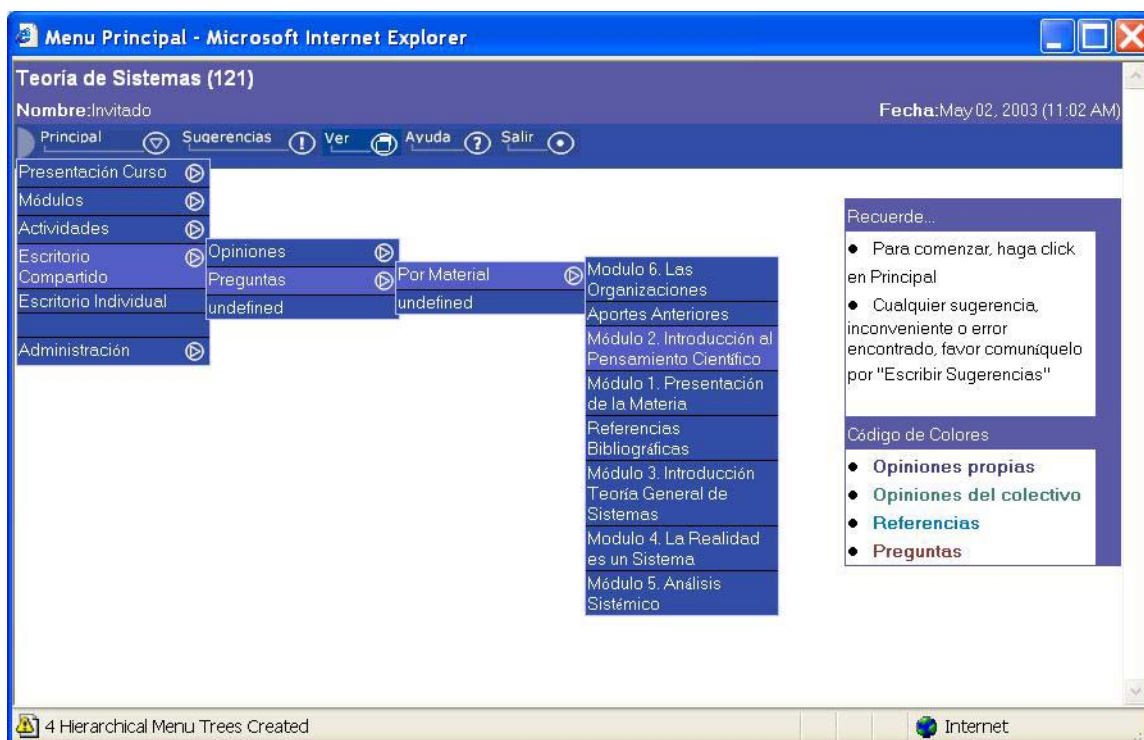 Menu Principal - Microsoft Internet Explorer
Teoría de Sistemas (121)
Nombre:Invitado
Fecha:May 02, 2003 (11:02 AM)
Principal
Sugerencias
Ver
Ayuda
Salir
Presentación Curso
Módulos
Actividades
Escritorio
Compartido
Escritorio Individual
Administración
Opiniones
Preguntas
undefined
Por Material
undefined
Modulo 6. Las
Organizaciones
Aportes Anteriores
Módulo 2. Introducción al
Pensamiento Científico
Módulo 1. Presentación
de la Materia
Referencias
Bibliográficas
Módulo 3. Introducción
Teoría General de
Sistemas
Modulo 4. La Realidad
es un Sistema
Módulo 5. Análisis
Sistémico
Recuerde...
● Para comenzar, haga click
en Principal
● Cualquier sugerencia,
inconveniente o error
encontrado, favor comuníquelo
por "Escribir Sugerencias"
Código de Colores
● Opiniones propias
● Opiniones del colectivo
● Referencias
● Preguntas
4 Hierarchical Menu Trees Created
Internet